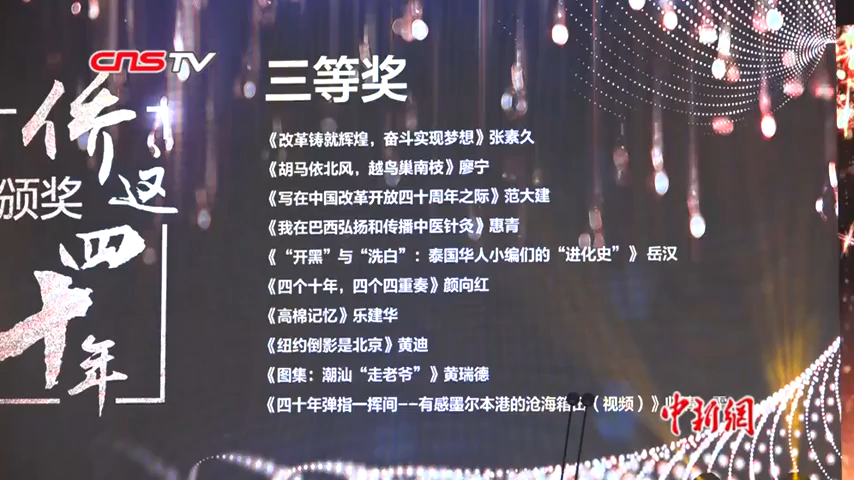 CNSTV
侨这
四十年
颁奖
三等奖
《改革铸就辉煌，奋斗实现梦想》张素久
《胡马依北风，越鸟巢南枝》廖宁
《写在中国改革开放四十周年之际》范大建
《我在巴西弘扬和传播中医针灸》惠青
《“开黑”与“洗白”：泰国华人小编们的“进化史”》岳汉
《四个十年，四个四重奏》颜向红
《高棉记忆》乐建华
《纽约倒影是北京》黄迪
《图集：潮汕“走老爷”》黄瑞德
《四十年弹指一挥间--有感墨尔本港的沧海箱田（视频）》
中新网